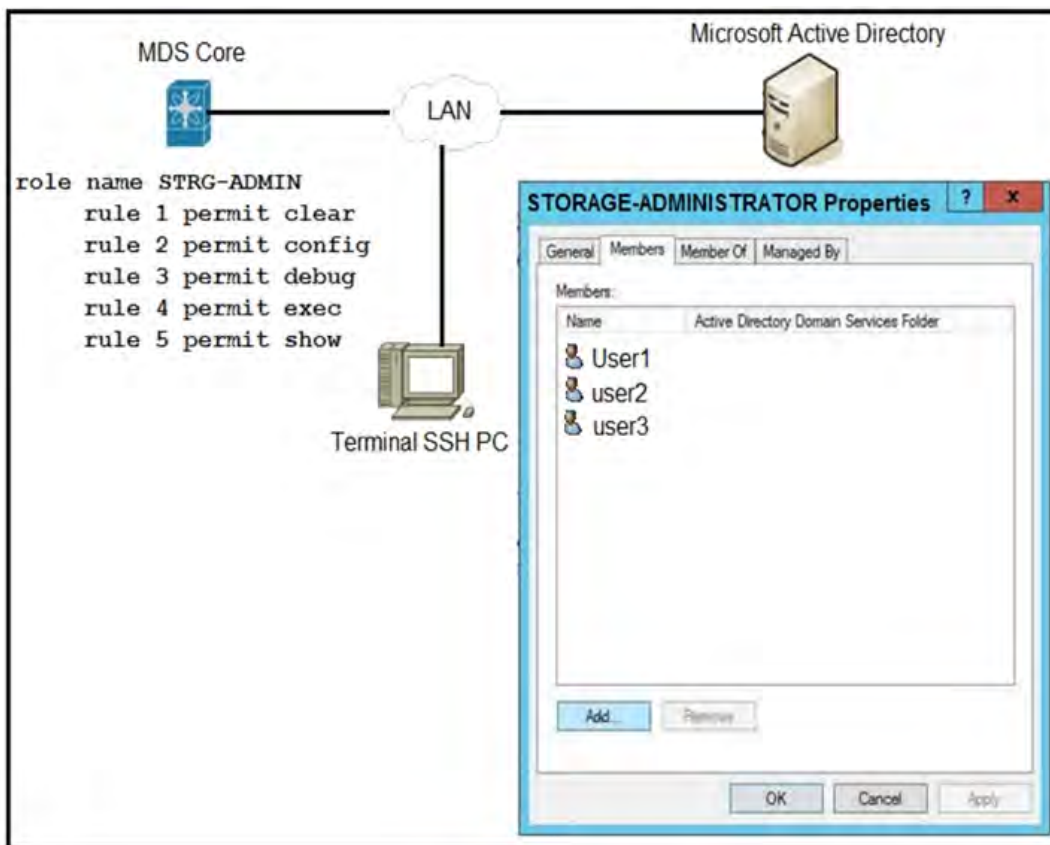 MDS Core
Microsoft Active Directory
LAN
role name STRG-ADMIN
rule 1 permit clear
rule 2 permit config
rule 3 permit debug
rule 4 permit exec
rule 5 permit show
Terminal SSH PC
STORAGE-ADMINISTRATOR Properties ? x
General Members Member Of Managed By
Members:
Name Active Directory Domain Services Folder
User1
user2
user3
Add... Remove
OK Cancel Apply